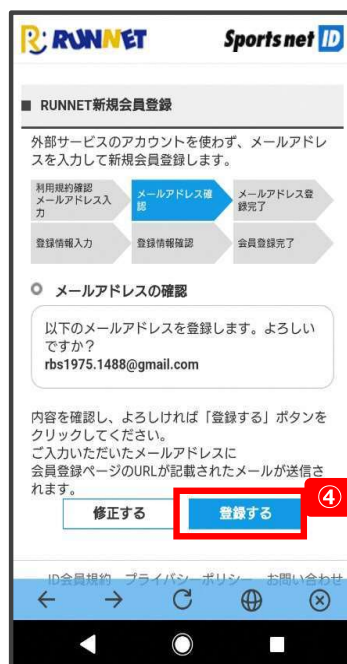 RUNNET Sports net ID
■ RUNNET新規会員登録
外部サービスのアカウントを使わず、メールアドレ
スを入力して新規会員登録します。
利用規約確認
メールアドレス入
力
メールアドレス確
認
メールアドレス登
録完了
登録情報入力
登録情報確認
会員登録完了
メールアドレスの確認
以下のメールアドレスを登録します。よろしい
ですか?
rbs1975.1488@gmail.com
内容を確認し、よろしければ「登録する」ボタンを
クリックしてください。
ご入力いただいたメールアドレスに
会員登録ページのURLが記載されたメールが送信さ
れます。
④
修正する 登録する
ID会員規約 プライバシーポリシー お問い合わせ